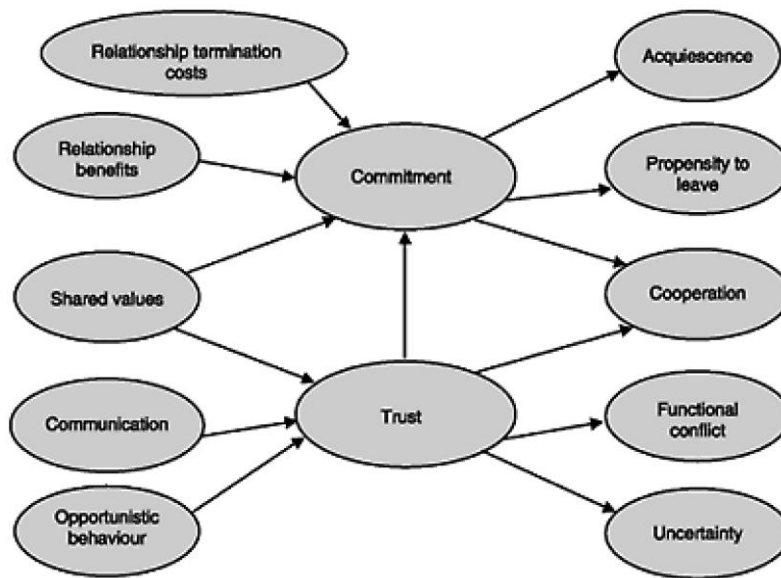 Relationship termination
costs
Acquiescence
Relationship
benefits
Commitment
Propensity to
leave
Shared values
Cooperation
Communication
Trust
Functional
conflict
Opportunistic
behaviour
Uncertainty